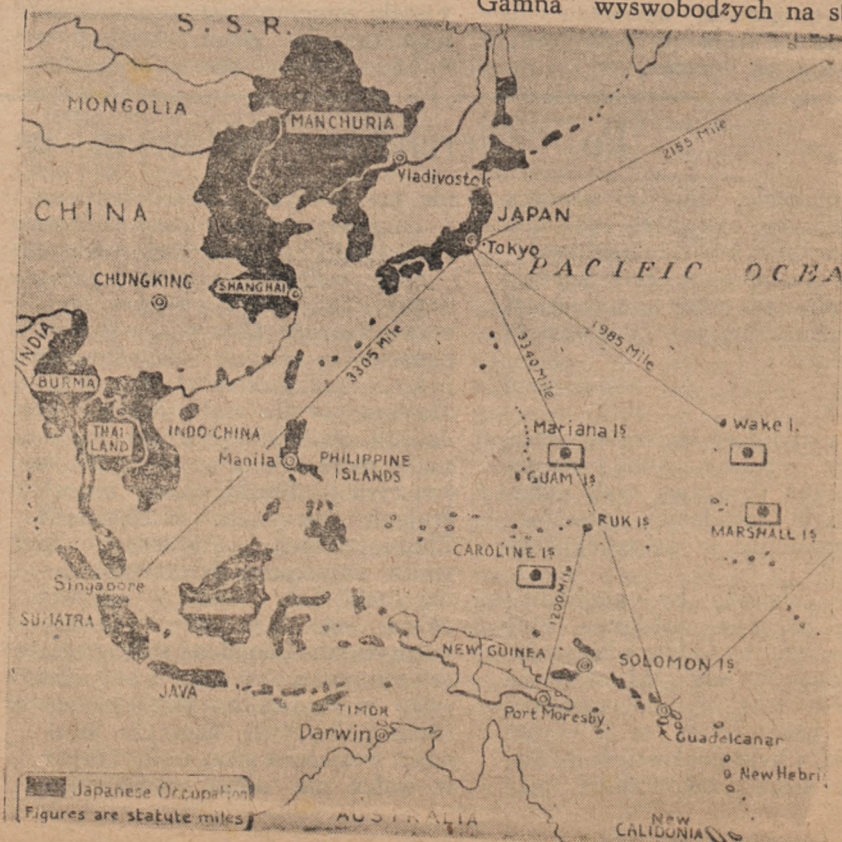 Gamna wyswobodzych na
S. S. R.
MONGOLIA
MANCHURIA
2155 Mile
Vladivostok
CHINA
JAPAN
Tokyo
PACIFIC OCEA
CHUNGKING
SHANGHAI
INDIA
3305 Mile
3340 Mile
1985 Mile
BURMA
THAI
LAND
INDO-CHINA
Manila
PHILIPPINE
ISLANDS
Mariana Is
GUAM Is
Wake I.
RUK Is
MARSHALL Is
CAROLINE Is
1200 Mile
Singapore
SUMATRA
NEW GUINEA
SOLOMON Is
JAVA
TIMOR
Port Moresby
Darwin
Guadelcanar
New Hebri
Japanese Occupation
Figures are statute miles
AUSTRALIA
New
CALIDONIA